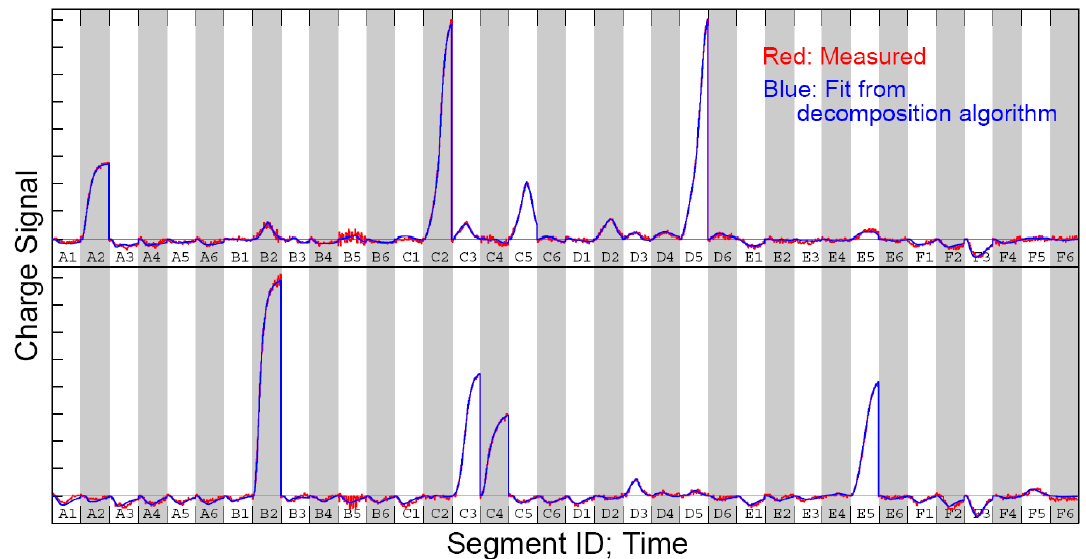 Red: Measured
Blue: Fit from
decomposition algorithm
Charge Signal
A1 A2 A3 A4 A5 A6 B1 B2 B3 B4 B5 B6 C1 C2 C3 C4 C5 C6 D1 D2 D3 D4 D5 D6 E1 E2 E3 E4 E5 E6 F1 F2 F3 F4 F5 F6
A1 A2 A3 A4 A5 A6 B1 B2 B3 B4 B5 B6 C1 C2 C3 C4 C5 C6 D1 D2 D3 D4 D5 D6 E1 E2 E3 E4 E5 E6 F1 F2 F3 F4 F5 F6
Segment ID; Time